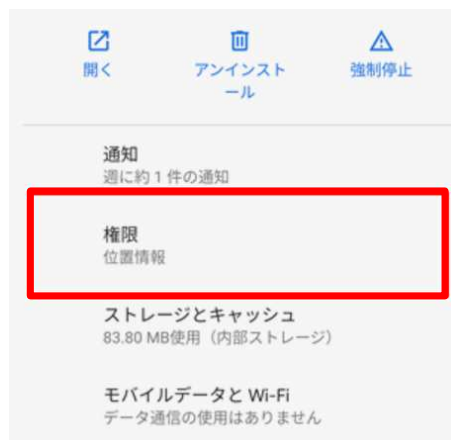 開く
アンインスト
ール
強制停止
通知
週に約 1 件の通知
権限
位置情報
ストレージとキャッシュ
83.80 MB使用（内部ストレージ）
モバイルデータと Wi-Fi
データ通信の使用はありません